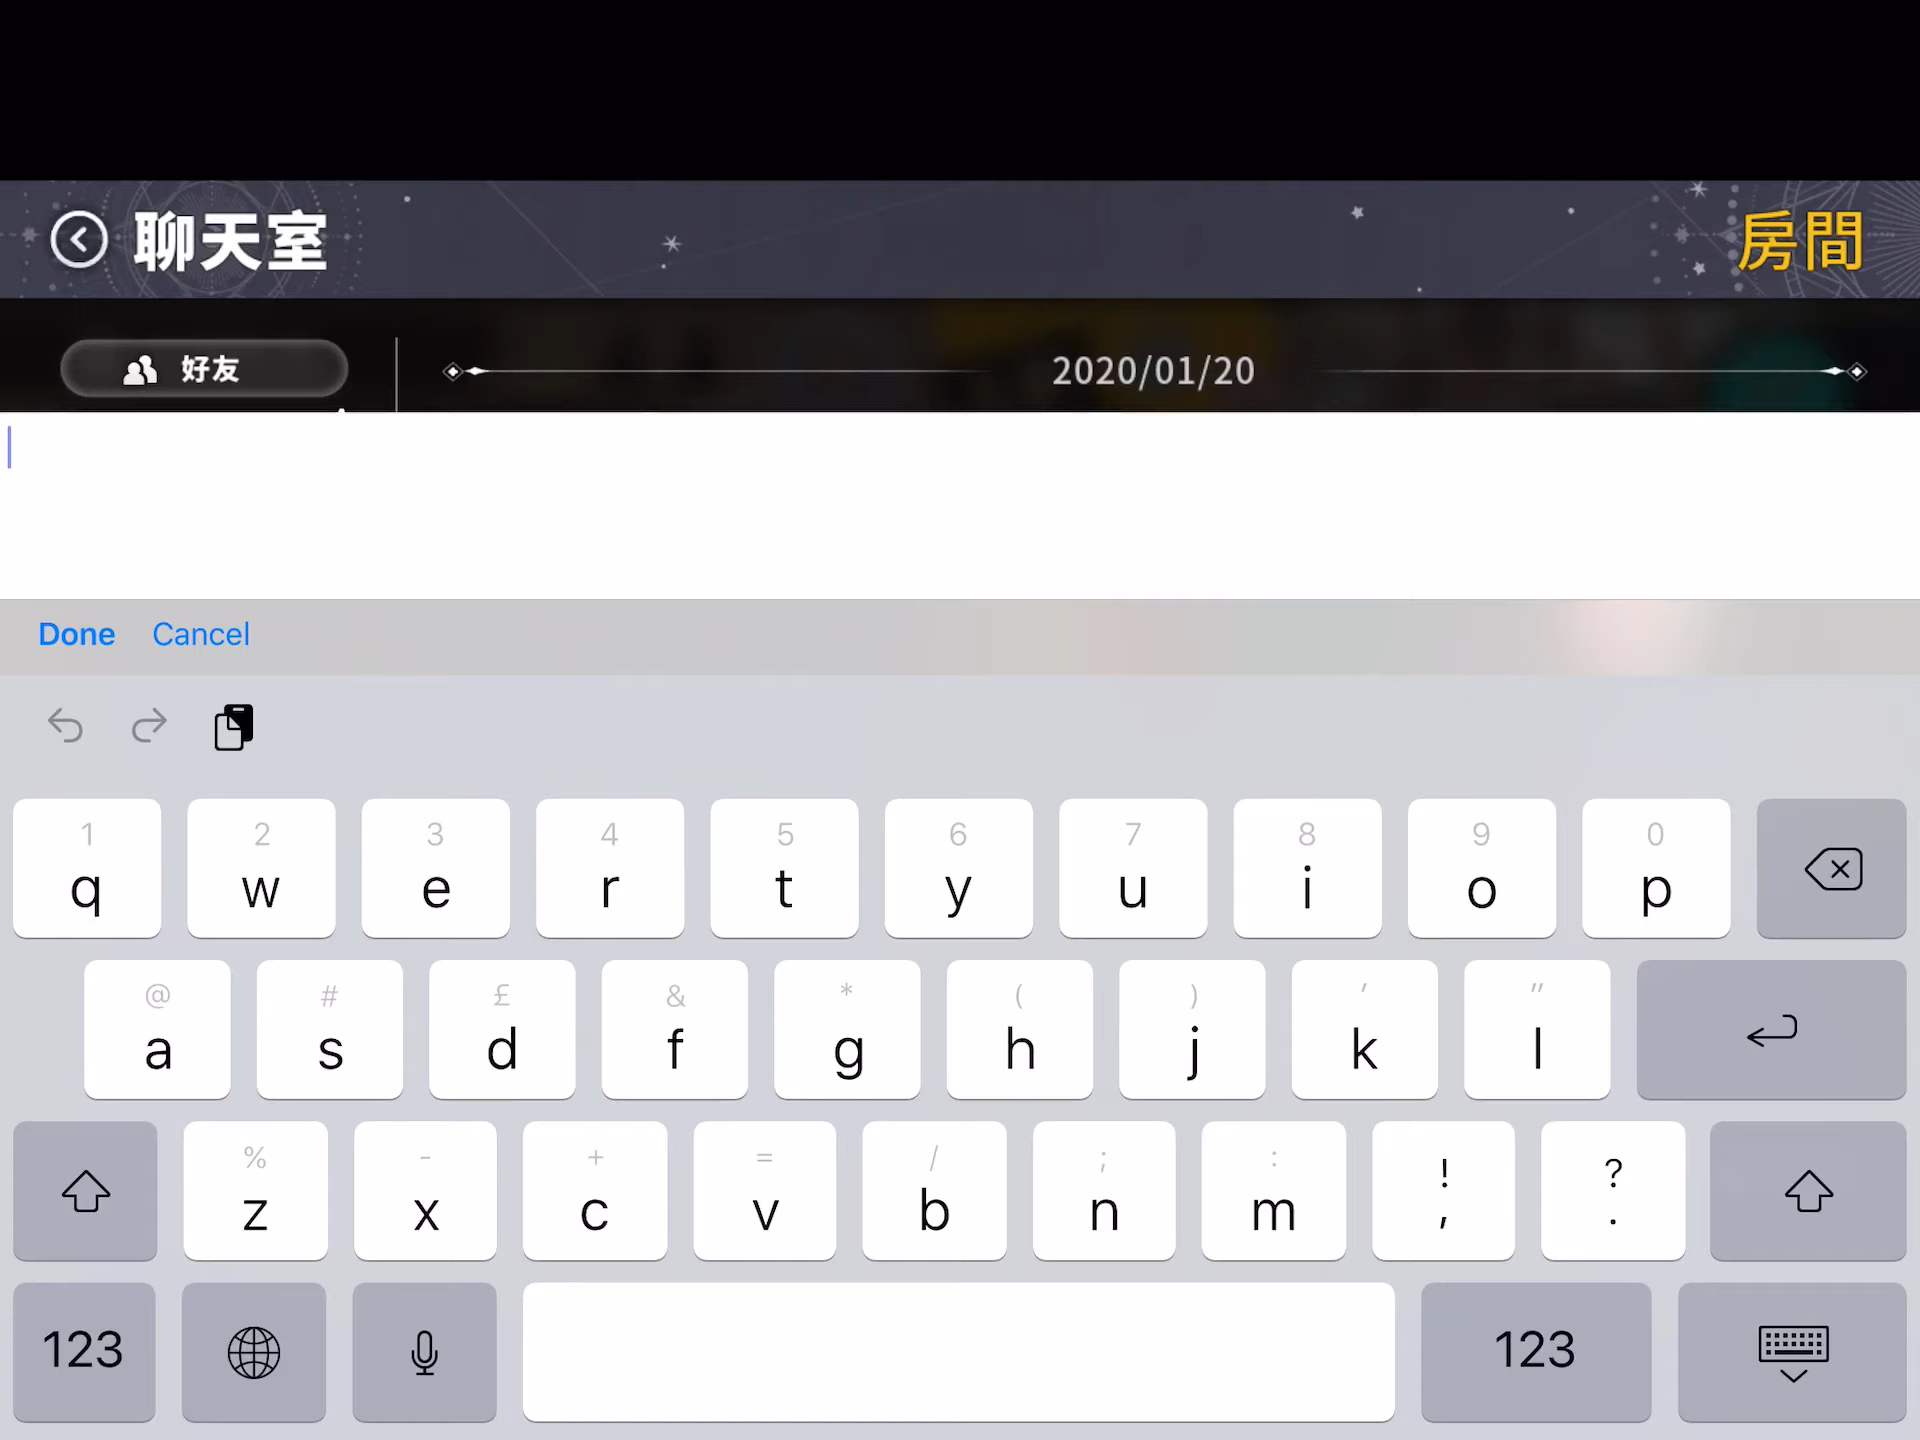 聊天室
房間
好友
2020/01/20
Done Cancel
1 2 3 4 5 6 7 8 9 0
q w e r t y u i o p
@ # £ & * ( ) ' "
a s d f g h j k l
% - + = / ; : ! ?
z x c v b n m , .
123 123